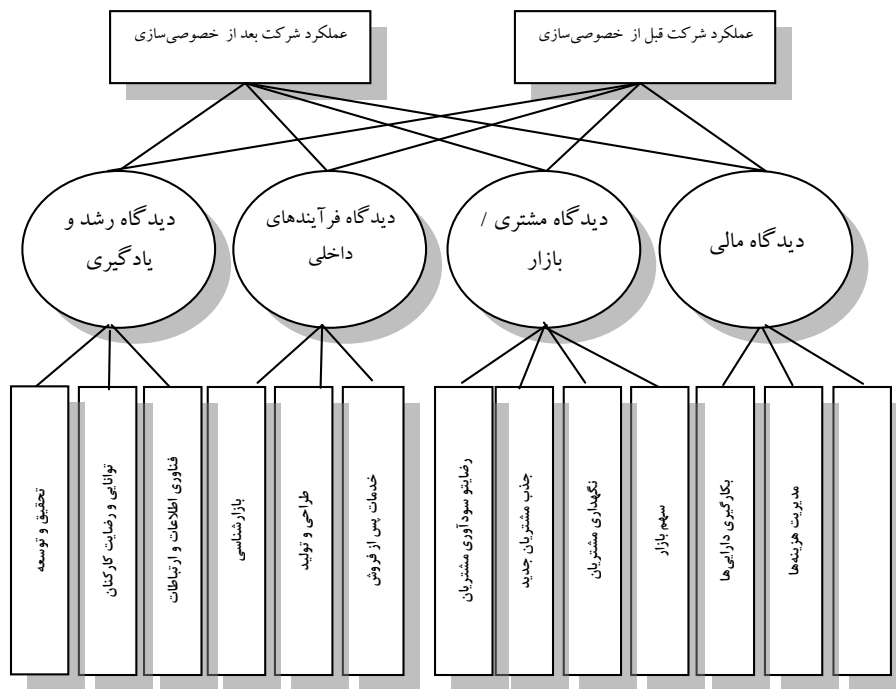 عملکرد شرکت قبل از خصوصی‌سازی
عملکرد شرکت بعد از خصوصی‌سازی
دیدگاه مالی
دیدگاه مشتری /
بازار
دیدگاه فرآیندهای
داخلی
دیدگاه رشد و
یادگیری
مدیریت هزینه‌ها
بکارگیری دارایی‌ها
سهم بازار
نگهداری مشتریان
جذب مشتریان جدید
رضایتو سودآوری مشتریان
خدمات پس از فروش
طراحی و تولید
بازارشناسی
فناوری اطلاعات و ارتباطات
توانایی و رضایت کارکنان
تحقیق و توسعه